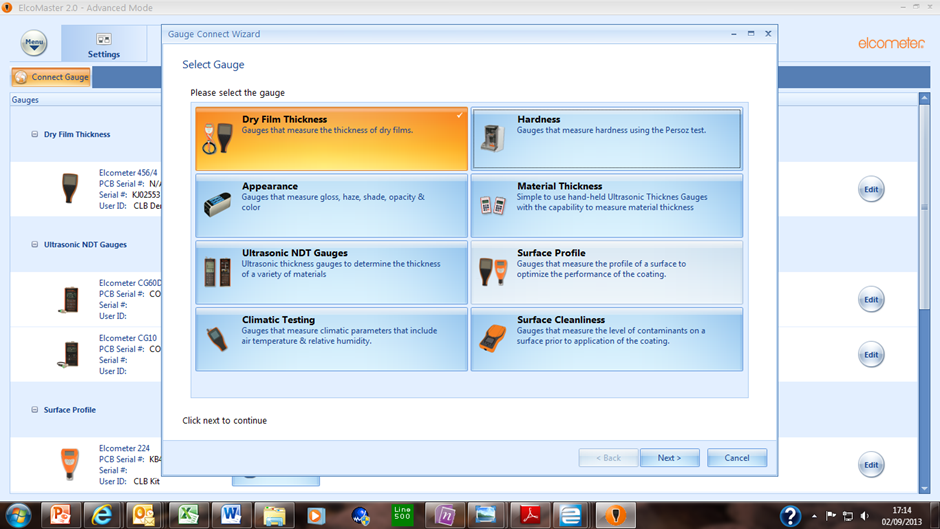 ElcoMaster 2.0 - Advanced Mode
Menu
Settings
elcometer
Connect Gauge
Gauges
Dry Film Thickness
Elcometer 456/4
PCB Serial #: N/A
Serial #: KJ02553
User ID: CLB De
Edit
Ultrasonic NDT Gauges
Elcometer CG60D
PCB Serial #: CO
Serial #:
User ID:
Edit
Elcometer CG10
PCB Serial #: CO
Serial #:
User ID:
Edit
Surface Profile
Elcometer 224
PCB Serial #: KB4
Serial #:
User ID: CLB Kit
Edit
Gauge Connect Wizard
Select Gauge
Please select the gauge
Dry Film Thickness
Gauges that measure the thickness of dry films.
Hardness
Gauges that measure hardness using the Persoz test.
Appearance
Gauges that measure gloss, haze, shade, opacity &
color
Material Thickness
Simple to use hand-held Ultrasonic Thicknes Gauges
with the capability to measure material thickness
Ultrasonic NDT Gauges
Ultrasonic thickness gauges to determine the thickness
of a variety of materials
Surface Profile
Gauges that measure the profile of a surface to
optimize the performance of the coating.
Climatic Testing
Gauges that measure climatic parameters that include
air temperature & relative humidity.
Surface Cleanliness
Gauges that measure the level of contaminants on a
surface prior to application of the coating.
Click next to continue
< Back
Next >
Cancel
Line
500
17:14
02/09/2013